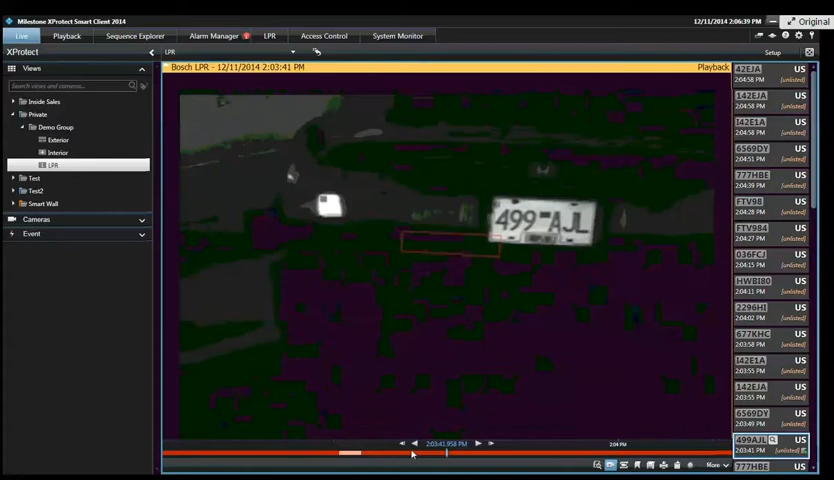 Milestone XProtect Smart Client 2014
12/11/2014 2:06:39 PM
Original
Live
Playback
Sequence Explorer
Alarm Manager
LPR
Access Control
System Monitor
XProtect
LPR
Setup
Views
Search views and cameras...
Inside Sales
Private
Demo Group
Exterior
Interior
LPR
Test
Test2
Smart Wall
Cameras
Event
Bosch LPR - 12/11/2014 2:03:41 PM
Playback
499 AJL
2:03:41.958 PM
2:04 PM
More
42EJA US
2:04:58 PM [unlisted]
142EJA US
2:04:58 PM [unlisted]
I42E1A US
2:04:55 PM [unlisted]
6569DY US
2:04:51 PM [unlisted]
777HBE US
2:04:39 PM [unlisted]
FTV98 US
2:04:28 PM [unlisted]
FTV984 US
2:04:27 PM [unlisted]
036FCJ US
2:04:15 PM [unlisted]
HWBI80 US
2:04:11 PM [unlisted]
2296HI US
2:04:02 PM [unlisted]
677KHC US
2:03:58 PM [unlisted]
I42E1A US
2:03:55 PM [unlisted]
142EJA US
2:03:55 PM [unlisted]
6569DY US
2:03:49 PM [unlisted]
499AJL US
2:03:41 PM [unlisted]
777HBE US